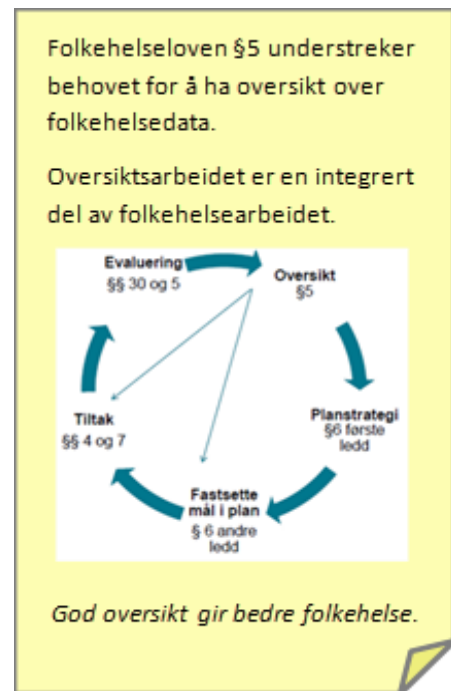 Folkehelseloven §5 understreker
behovet for å ha oversikt over
folkehelsedata.
Oversiktsarbeidet er en integrert
del av folkehelsearbeidet.
Evaluering
§§ 30 og 5
Oversikt
§5
Planstrategi
§6 første
ledd
Fastsette
mål i plan
§ 6 andre
ledd
Tiltak
§§ 4 og 7
God oversikt gir bedre folkehelse.